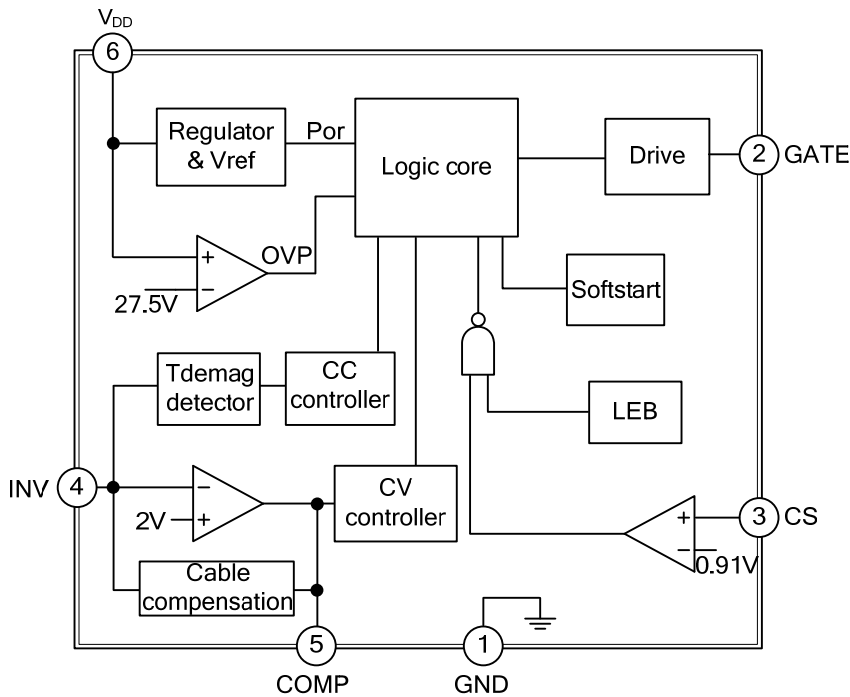 VDD
6
Regulator
& Vref
Por
Logic core
Drive
2
GATE
+
OVP
−
27.5V
Softstart
Tdemag
detector
CC
controller
LEB
INV
4
−
2V
+
CV
controller
+
3
CS
−
0.91V
Cable
compensation
5
1
COMP
GND